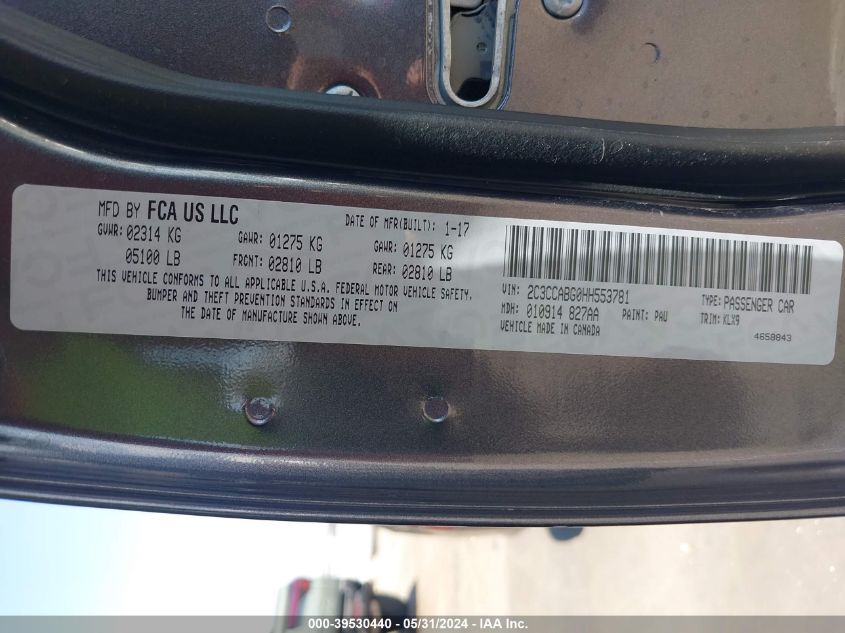 MFD BY FCA US LLC
DATE OF MFR(BUILT): 1-17
GVWR: 02314 KG GAWR: 01275 KG GAWR: 01275 KG
05100 LB FRONT: 02810 LB REAR: 02810 LB
THIS VEHICLE CONFORMS TO ALL APPLICABLE U.S.A. FEDERAL MOTOR VEHICLE SAFETY,
BUMPER AND THEFT PREVENTION STANDARDS IN EFFECT ON
THE DATE OF MANUFACTURE SHOWN ABOVE.
VIN: 2C3CCABG0HH553781 TYPE: PASSENGER CAR
MDH: 010914 827AA PAINT: PAU TRIM: KLX9
VEHICLE MADE IN CANADA 4658843
000-39530440 - 05/31/2024 - IAA Inc.